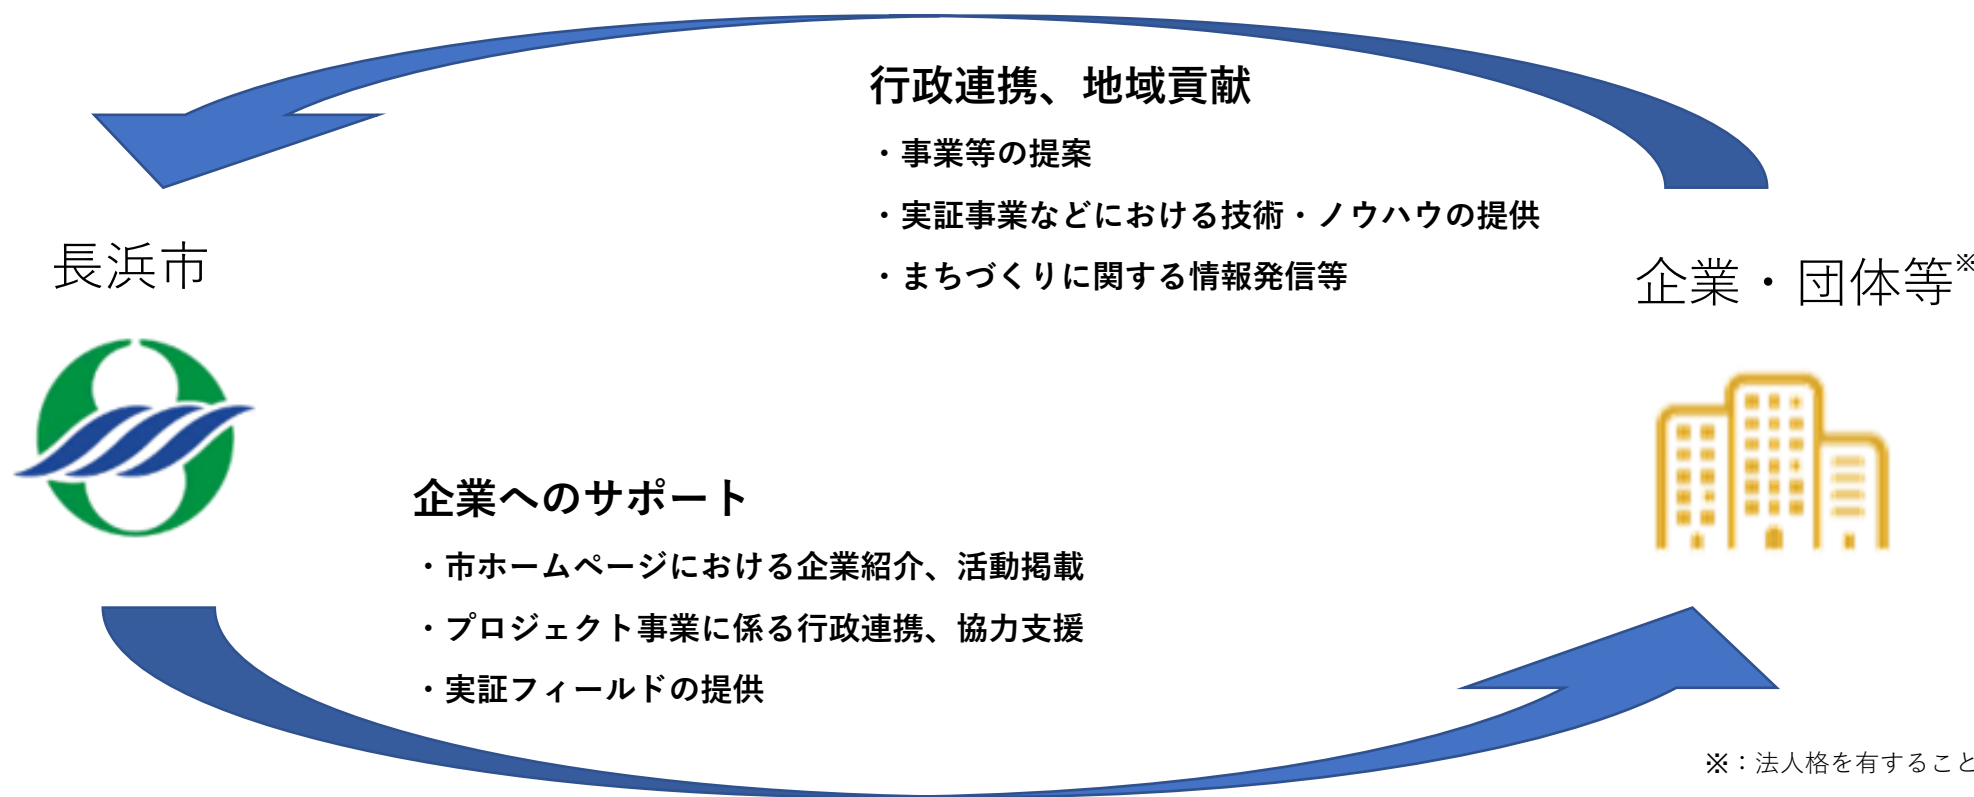 行政連携、地域貢献
・事業等の提案
・実証事業などにおける技術・ノウハウの提供
・まちづくりに関する情報発信等
長浜市
企業・団体等※
企業へのサポート
・市ホームページにおける企業紹介、活動掲載
・プロジェクト事業に係る行政連携、協力支援
・実証フィールドの提供
※：法人格を有すること